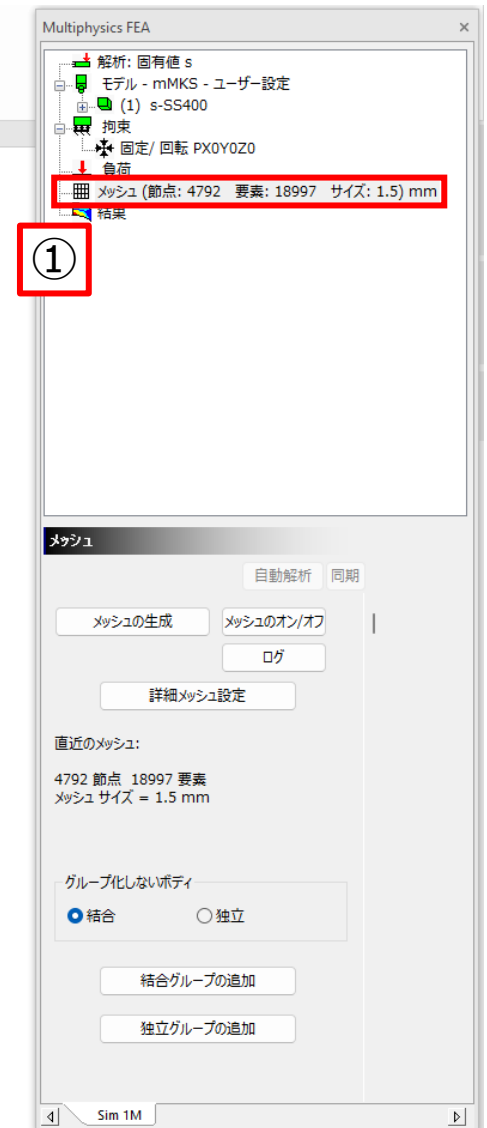 Multiphysics FEA
解析: 固有値 s
モデル - mMKS - ユーザー設定
(1) s-SS400
拘束
固定/ 回転 PX0Y0Z0
負荷
メッシュ (節点: 4792 要素: 18997 サイズ: 1.5) mm
結果
①
メッシュ
自動解析 同期
メッシュの生成 メッシュのオン/オフ
ログ
詳細メッシュ設定
直近のメッシュ:
4792 節点 18997 要素
メッシュ サイズ = 1.5 mm
グループ化しないボディ
結合 独立
結合グループの追加
独立グループの追加
Sim 1M